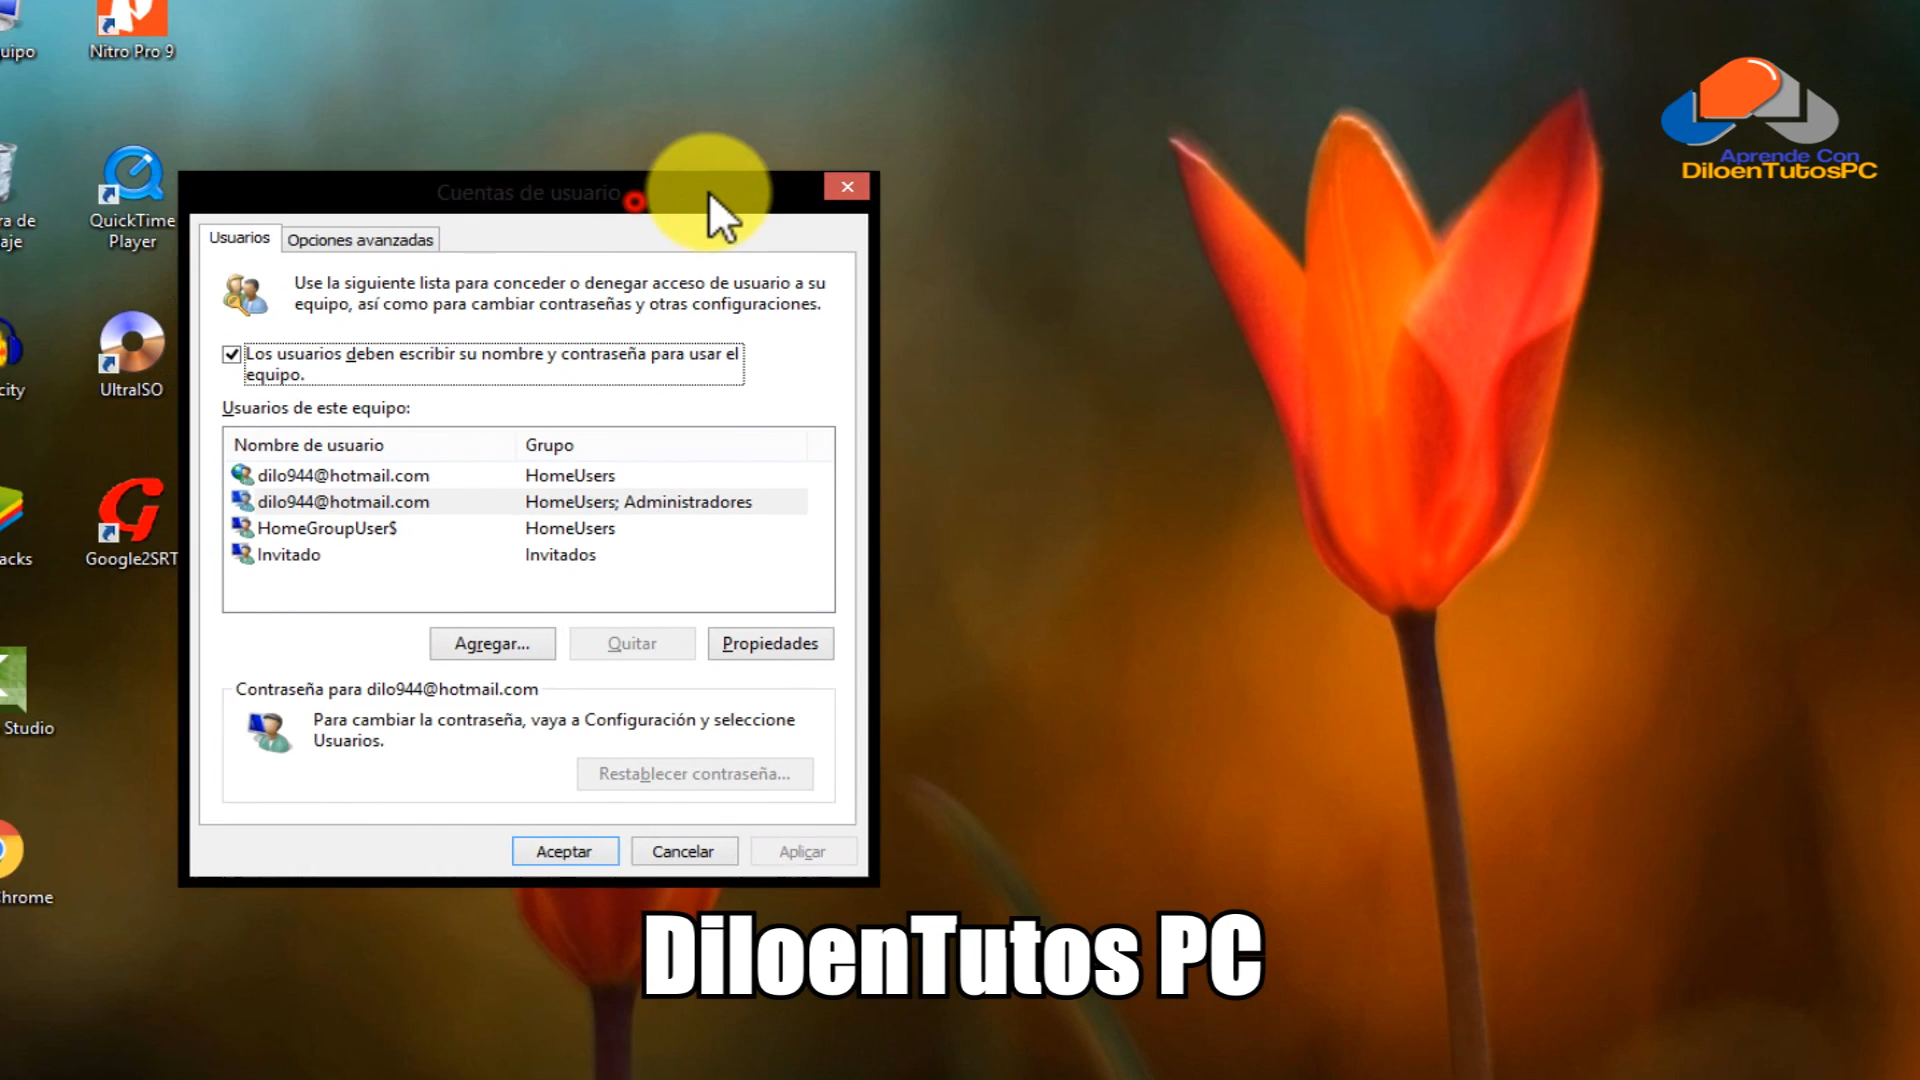 uipo
Nitro Pro 9
Aprende Con
DiloenTutosPC
ra de
aje
QuickTime
Player
city
UltraISO
acks
Google2SRT
Studio
Chrome
Cuentas de usuario
Usuarios
Opciones avanzadas
Use la siguiente lista para conceder o denegar acceso de usuario a su
equipo, así como para cambiar contraseñas y otras configuraciones.
Los usuarios deben escribir su nombre y contraseña para usar el
equipo.
Usuarios de este equipo:
Nombre de usuario Grupo
dilo944@hotmail.com HomeUsers
dilo944@hotmail.com HomeUsers; Administradores
HomeGroupUser$ HomeUsers
Invitado Invitados
Agregar... Quitar Propiedades
Contraseña para dilo944@hotmail.com
Para cambiar la contraseña, vaya a Configuración y seleccione
Usuarios.
Restablecer contraseña...
Aceptar Cancelar Aplicar
DiloenTutos PC